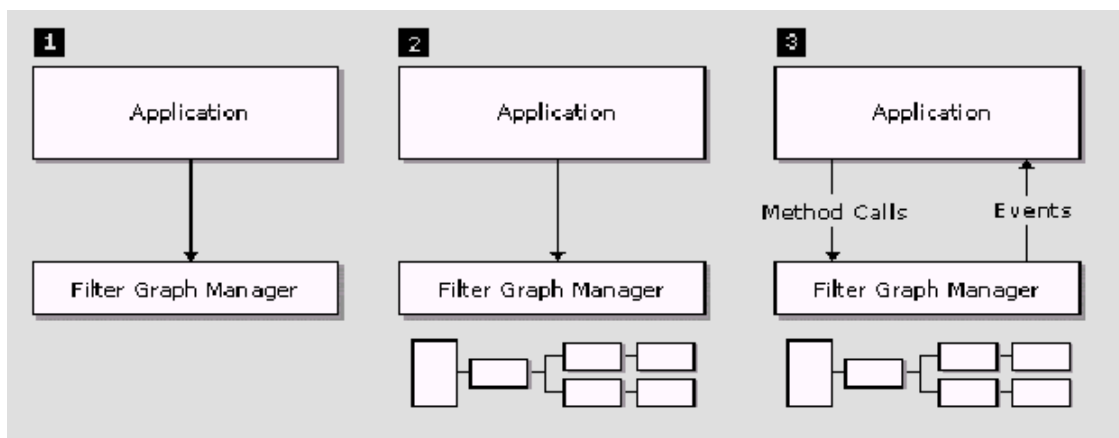 1
2
3
Application
Application
Application
Method Calls
Events
Filter Graph Manager
Filter Graph Manager
Filter Graph Manager